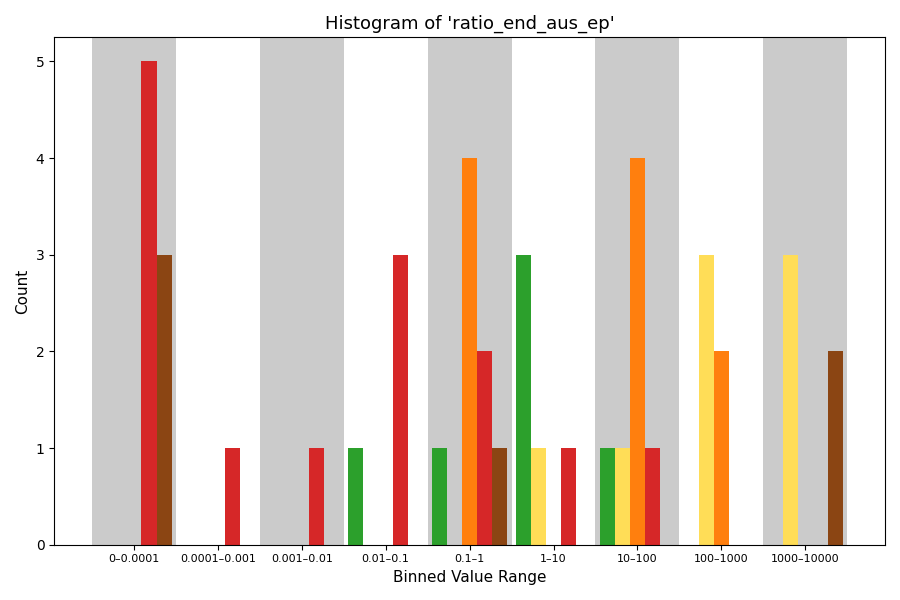 Histogram of 'ratio_end_aus_ep'
5
4
3
2
1
0
Count
0–0.0001 0.0001–0.001 0.001–0.01 0.01–0.1 0.1–1 1–10 10–100 100–1000 1000–10000
Binned Value Range